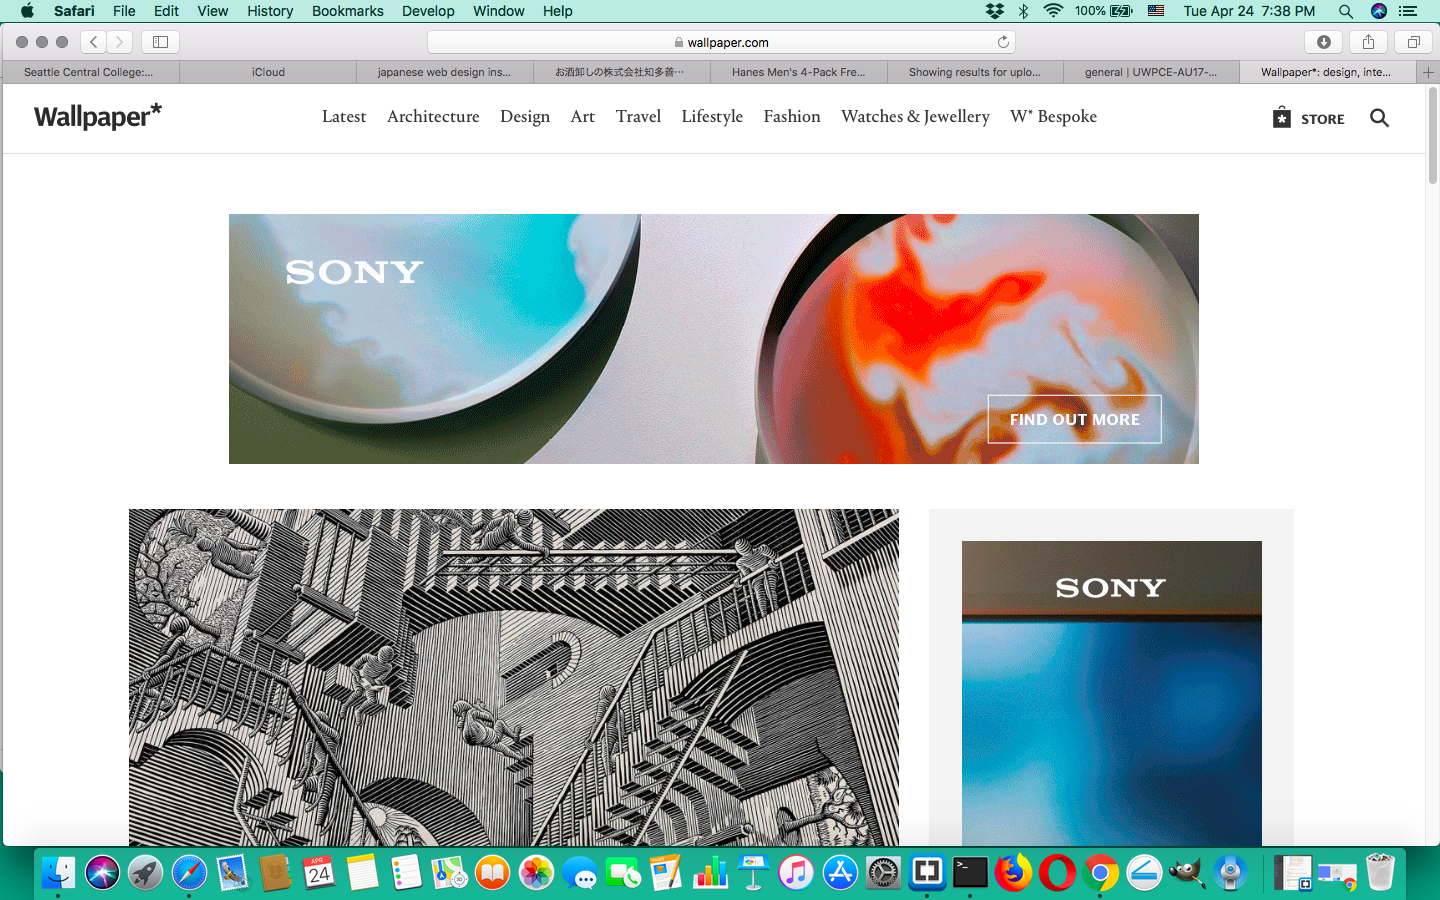 Safari File Edit View History Bookmarks Develop Window Help 100% Tue Apr 24 7:38 PM
wallpaper.com
Seattle Central College:... iCloud japanese web design ins... お酒卸しの株式会社知多善… Hanes Men's 4-Pack Fre... Showing results for uplo... general | UWPCE-AU17-... Wallpaper*: design, inte...
Wallpaper* Latest Architecture Design Art Travel Lifestyle Fashion Watches & Jewellery W* Bespoke STORE
SONY
FIND OUT MORE
SONY
APR
24
>_